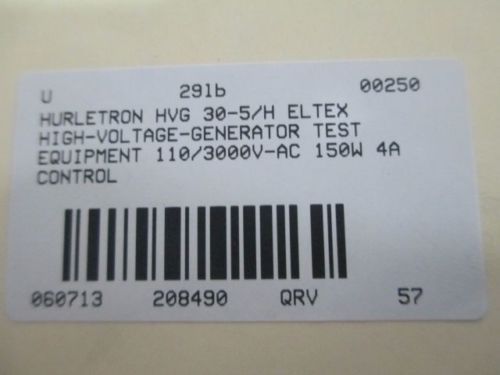 U 291b 00250
HURLETRON HVG 30-5/H ELTEX
HIGH-VOLTAGE-GENERATOR TEST
EQUIPMENT 110/3000V-AC 150W 4A
CONTROL
060713 208490 QRV 57